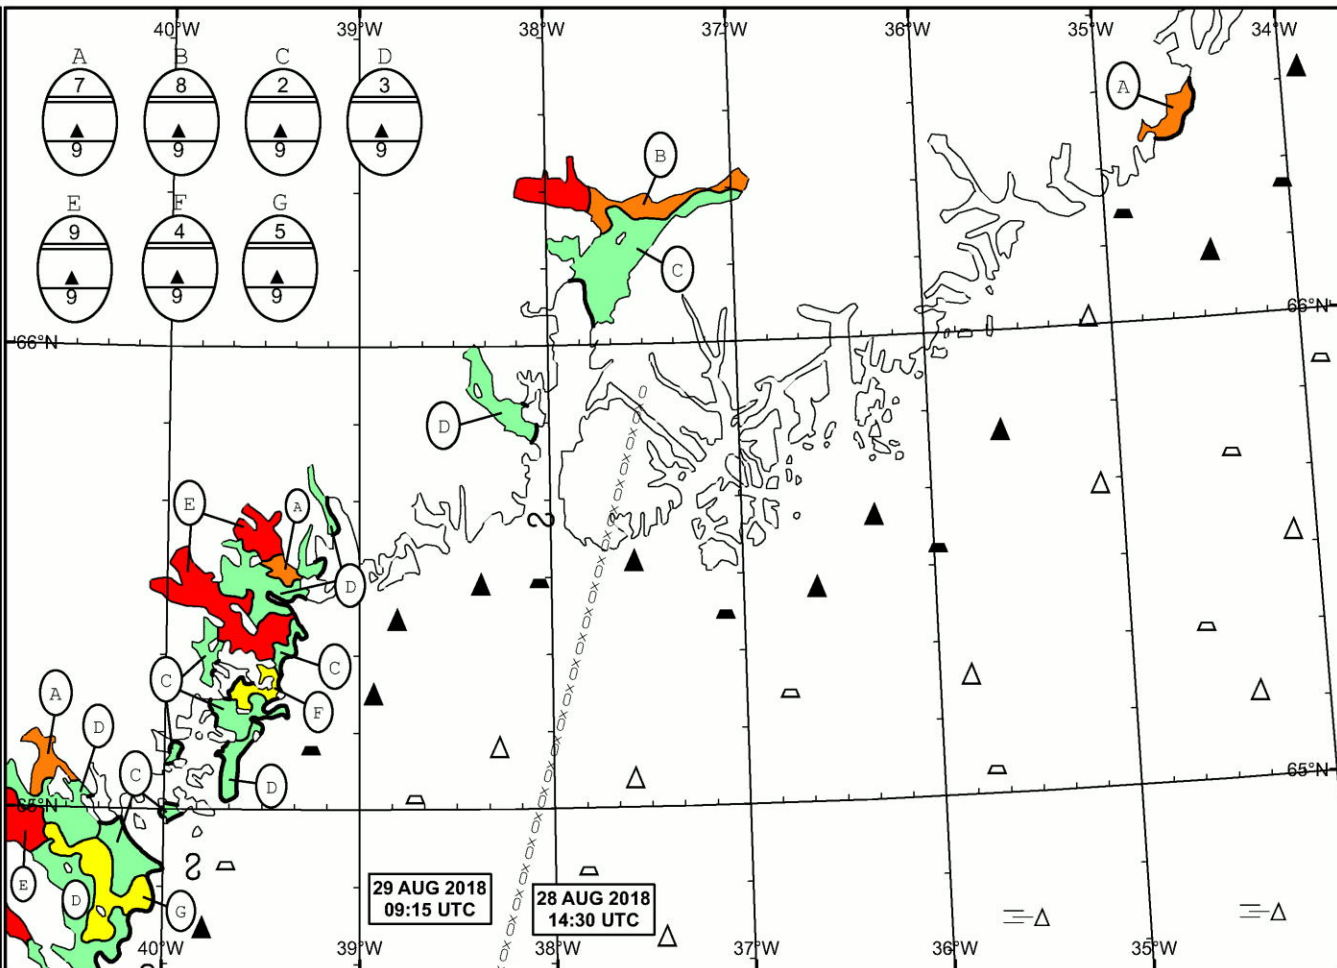 40°W 39°W 38°W 37°W 36°W 35°W 34°W
A B C D
7 8 2 3
9 9 9 9
E F G
9 4 5
9 9 9
A
B
C
66°N 66°N
D
E A
D
C C
A F
D
C
D
65°N 65°N
E
D
G
29 AUG 2018
09:15 UTC
28 AUG 2018
14:30 UTC
40°W 39°W 38°W 37°W 36°W 35°W